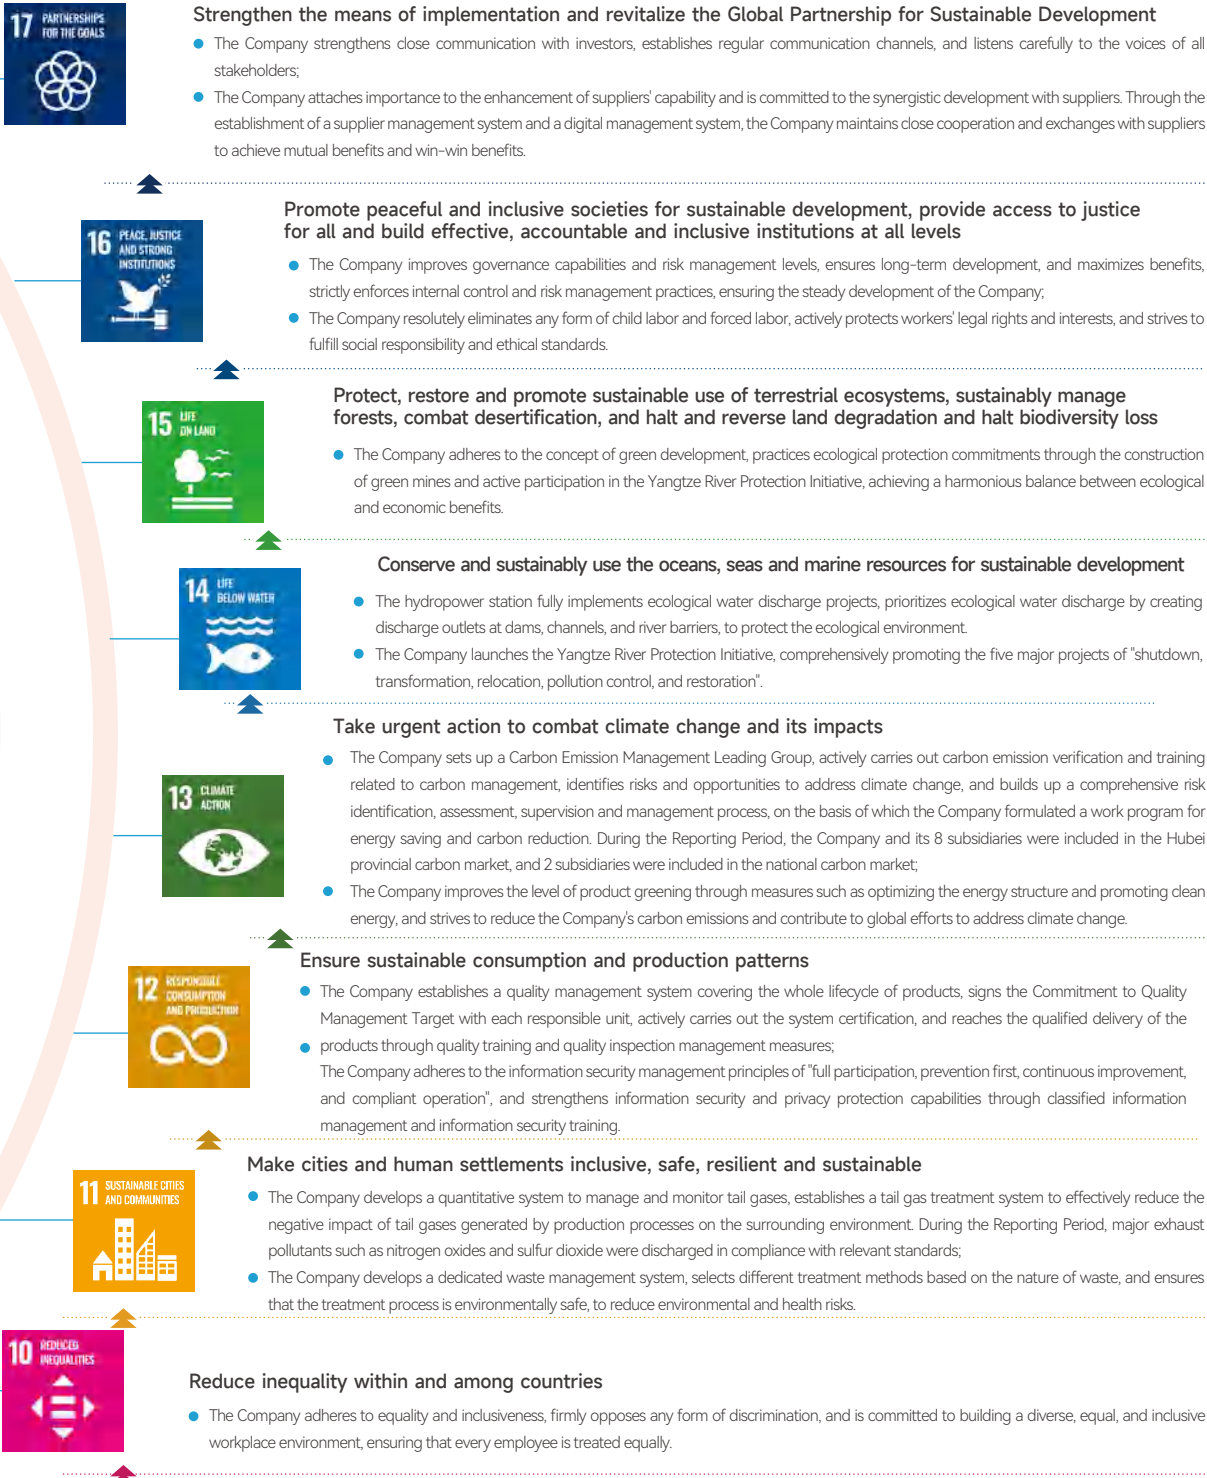 17 PARTNERSHIPS
FOR THE GOALS
Strengthen the means of implementation and revitalize the Global Partnership for Sustainable Development
The Company strengthens close communication with investors, establishes regular communication channels, and listens carefully to the voices of all
stakeholders;
The Company attaches importance to the enhancement of suppliers' capability and is committed to the synergistic development with suppliers. Through the
establishment of a supplier management system and a digital management system, the Company maintains close cooperation and exchanges with suppliers
to achieve mutual benefits and win-win benefits.
16 PEACE, JUSTICE
AND STRONG
INSTITUTIONS
Promote peaceful and inclusive societies for sustainable development, provide access to justice
for all and build effective, accountable and inclusive institutions at all levels
The Company improves governance capabilities and risk management levels, ensures long-term development, and maximizes benefits,
strictly enforces internal control and risk management practices, ensuring the steady development of the Company;
The Company resolutely eliminates any form of child labor and forced labor, actively protects workers' legal rights and interests, and strives to
fulfill social responsibility and ethical standards.
15 LIFE
ON LAND
Protect, restore and promote sustainable use of terrestrial ecosystems, sustainably manage
forests, combat desertification, and halt and reverse land degradation and halt biodiversity loss
The Company adheres to the concept of green development, practices ecological protection commitments through the construction
of green mines and active participation in the Yangtze River Protection Initiative, achieving a harmonious balance between ecological
and economic benefits.
14 LIFE
BELOW WATER
Conserve and sustainably use the oceans, seas and marine resources for sustainable development
The hydropower station fully implements ecological water discharge projects, prioritizes ecological water discharge by creating
discharge outlets at dams, channels, and river barriers, to protect the ecological environment.
The Company launches the Yangtze River Protection Initiative, comprehensively promoting the five major projects of "shutdown,
transformation, relocation, pollution control, and restoration".
13 CLIMATE
ACTION
Take urgent action to combat climate change and its impacts
The Company sets up a Carbon Emission Management Leading Group, actively carries out carbon emission verification and training
related to carbon management, identifies risks and opportunities to address climate change, and builds up a comprehensive risk
identification, assessment, supervision and management process, on the basis of which the Company formulated a work program for
energy saving and carbon reduction. During the Reporting Period, the Company and its 8 subsidiaries were included in the Hubei
provincial carbon market, and 2 subsidiaries were included in the national carbon market;
The Company improves the level of product greening through measures such as optimizing the energy structure and promoting clean
energy, and strives to reduce the Company's carbon emissions and contribute to global efforts to address climate change.
12 RESPONSIBLE
CONSUMPTION
AND PRODUCTION
Ensure sustainable consumption and production patterns
The Company establishes a quality management system covering the whole lifecycle of products, signs the Commitment to Quality
Management Target with each responsible unit, actively carries out the system certification, and reaches the qualified delivery of the
products through quality training and quality inspection management measures;
The Company adheres to the information security management principles of "full participation, prevention first, continuous improvement,
and compliant operation", and strengthens information security and privacy protection capabilities through classified information
management and information security training.
11 SUSTAINABLE CITIES
AND COMMUNITIES
Make cities and human settlements inclusive, safe, resilient and sustainable
The Company develops a quantitative system to manage and monitor tail gases, establishes a tail gas treatment system to effectively reduce the
negative impact of tail gases generated by production processes on the surrounding environment. During the Reporting Period, major exhaust
pollutants such as nitrogen oxides and sulfur dioxide were discharged in compliance with relevant standards;
The Company develops a dedicated waste management system, selects different treatment methods based on the nature of waste, and ensures
that the treatment process is environmentally safe, to reduce environmental and health risks.
10 REDUCED
INEQUALITIES
Reduce inequality within and among countries
The Company adheres to equality and inclusiveness, firmly opposes any form of discrimination, and is committed to building a diverse, equal, and inclusive
workplace environment, ensuring that every employee is treated equally.